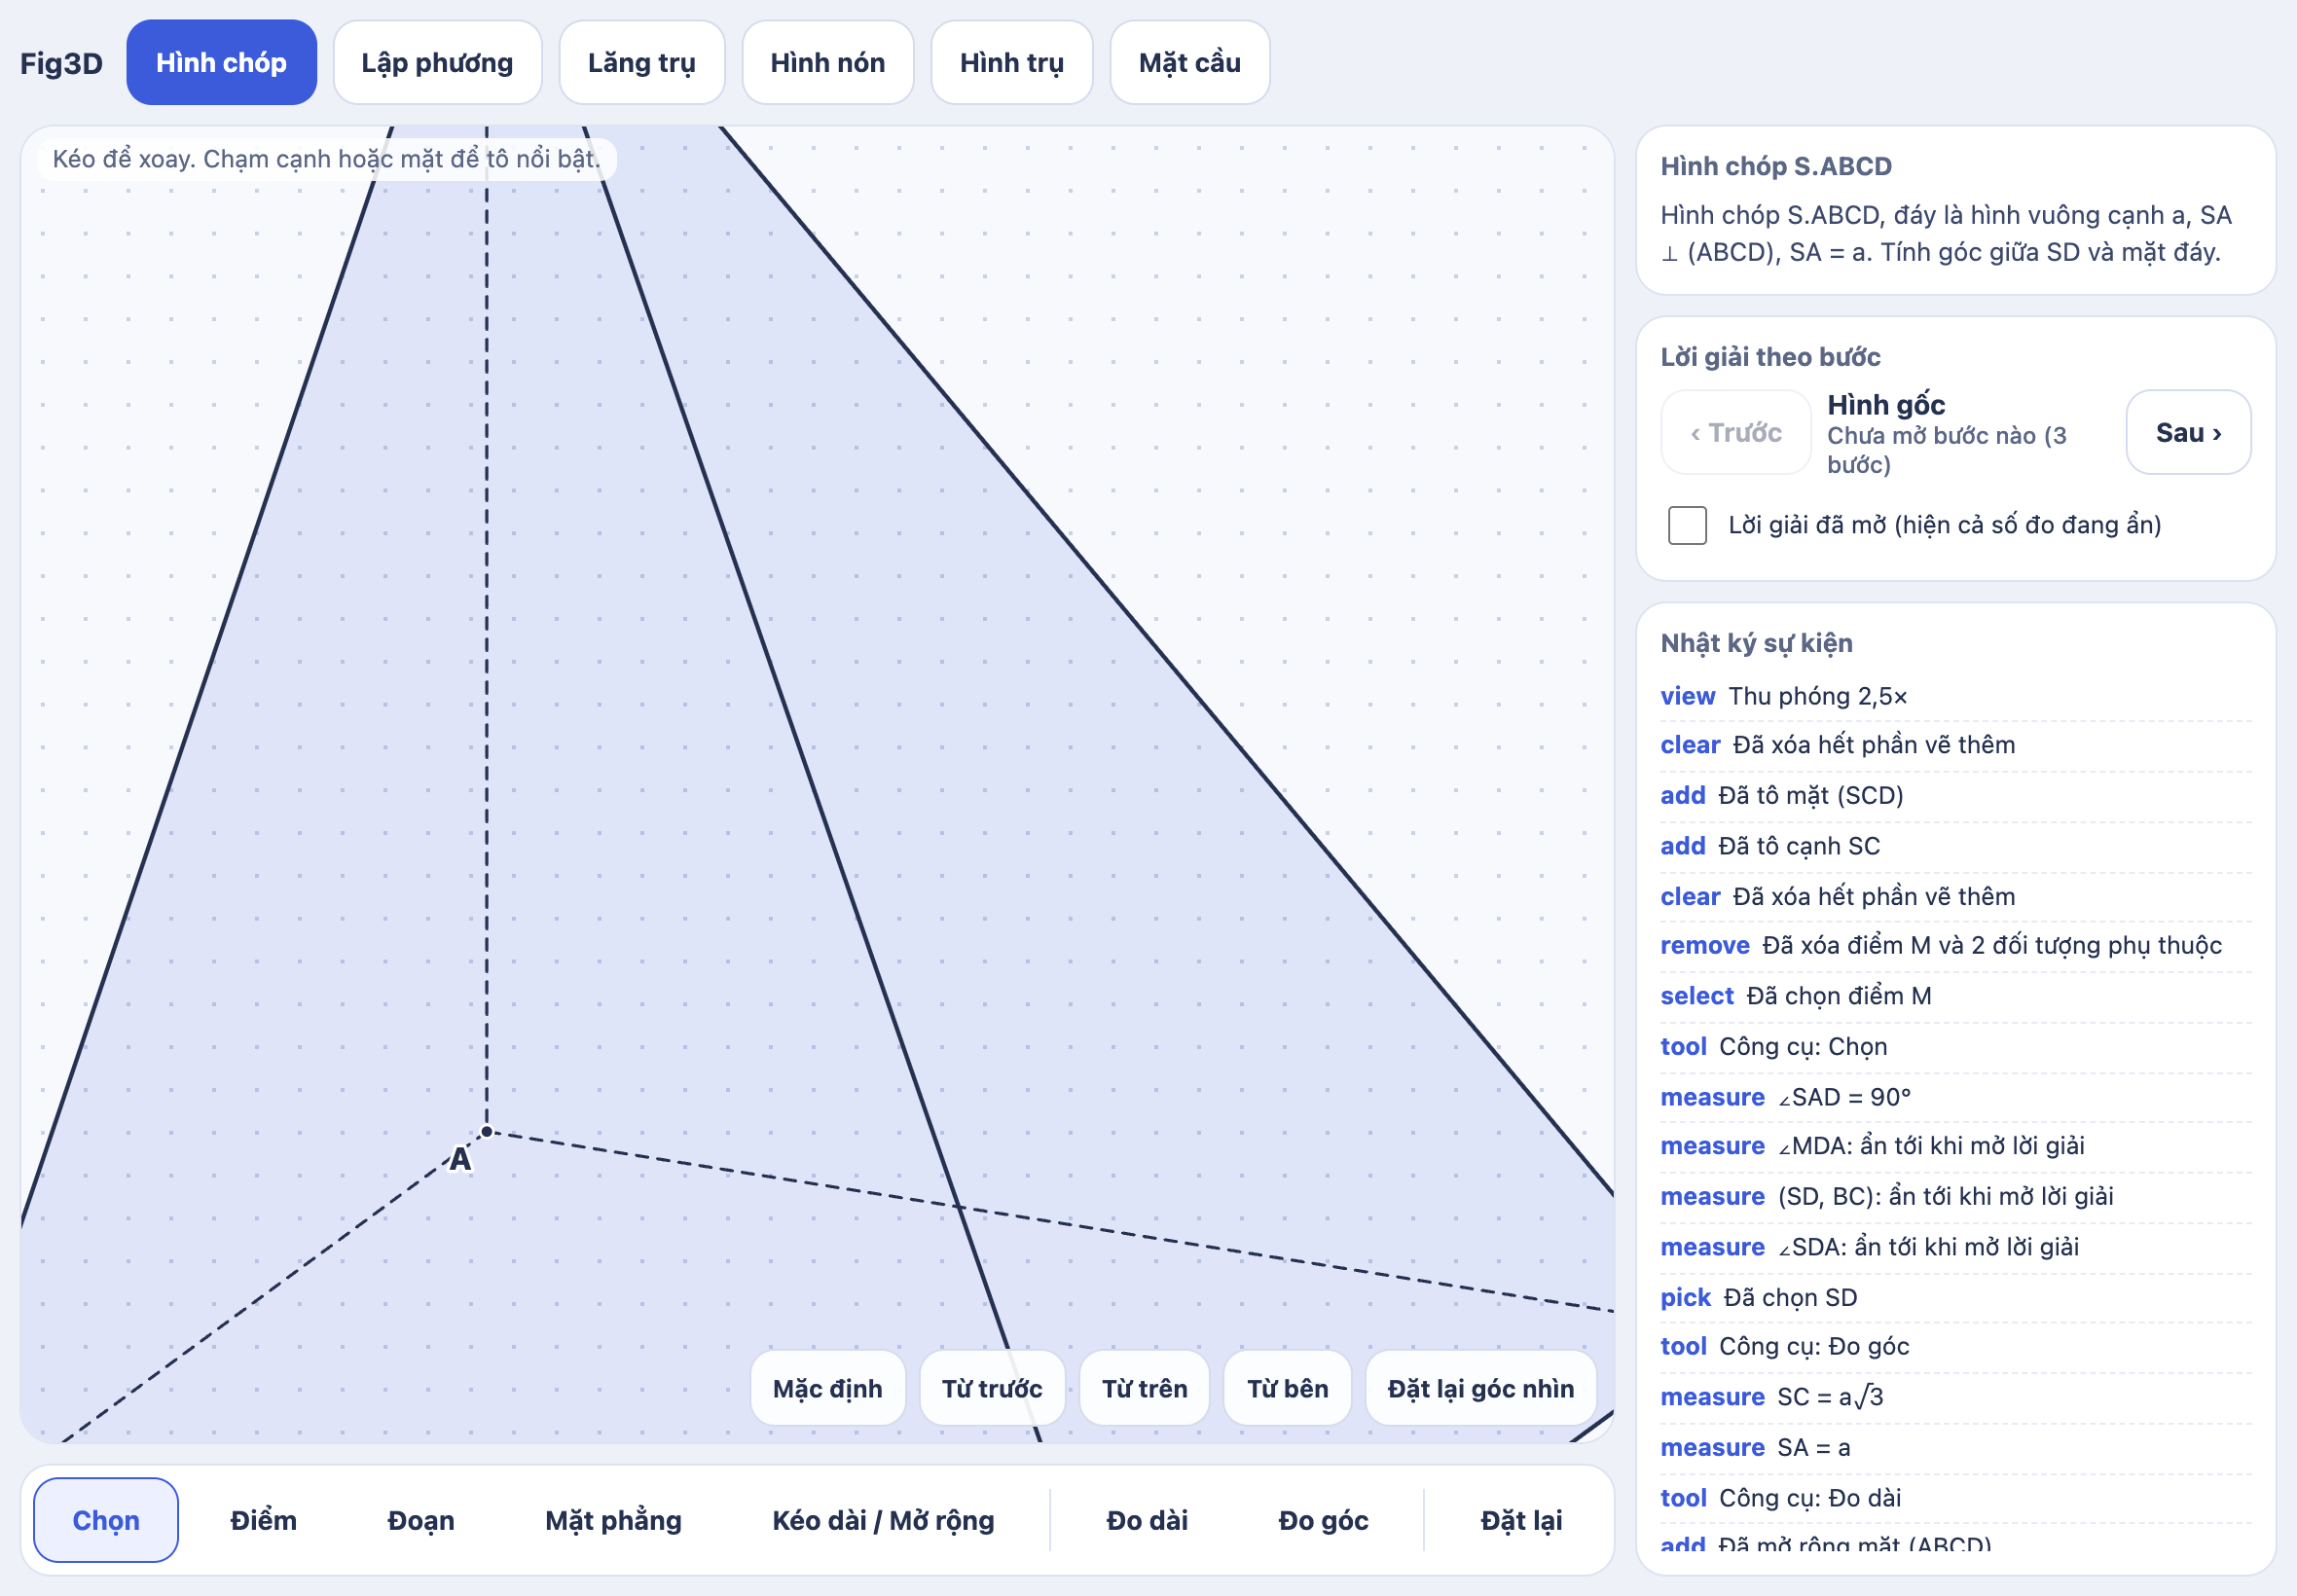 Fig3D
Hình chóp
Lập phương
Lăng trụ
Hình nón
Hình trụ
Mặt cầu
Kéo để xoay. Chạm cạnh hoặc mặt để tô nổi bật.
A
Mặc định
Từ trước
Từ trên
Từ bên
Đặt lại góc nhìn
Chọn
Điểm
Đoạn
Mặt phẳng
Kéo dài / Mở rộng
Đo dài
Đo góc
Đặt lại
Hình chóp S.ABCD
Hình chóp S.ABCD, đáy là hình vuông cạnh a, SA
⊥ (ABCD), SA = a. Tính góc giữa SD và mặt đáy.
Lời giải theo bước
‹ Trước
Hình gốc
Chưa mở bước nào (3
bước)
Sau ›
Lời giải đã mở (hiện cả số đo đang ẩn)
Nhật ký sự kiện
view Thu phóng 2,5×
clear Đã xóa hết phần vẽ thêm
add Đã tô mặt (SCD)
add Đã tô cạnh SC
clear Đã xóa hết phần vẽ thêm
remove Đã xóa điểm M và 2 đối tượng phụ thuộc
select Đã chọn điểm M
tool Công cụ: Chọn
measure ∠SAD = 90°
measure ∠MDA: ẩn tới khi mở lời giải
measure (SD, BC): ẩn tới khi mở lời giải
measure ∠SDA: ẩn tới khi mở lời giải
pick Đã chọn SD
tool Công cụ: Đo góc
measure SC = a√3
measure SA = a
tool Công cụ: Đo dài
add Đã mở rộng mặt (ABCD)